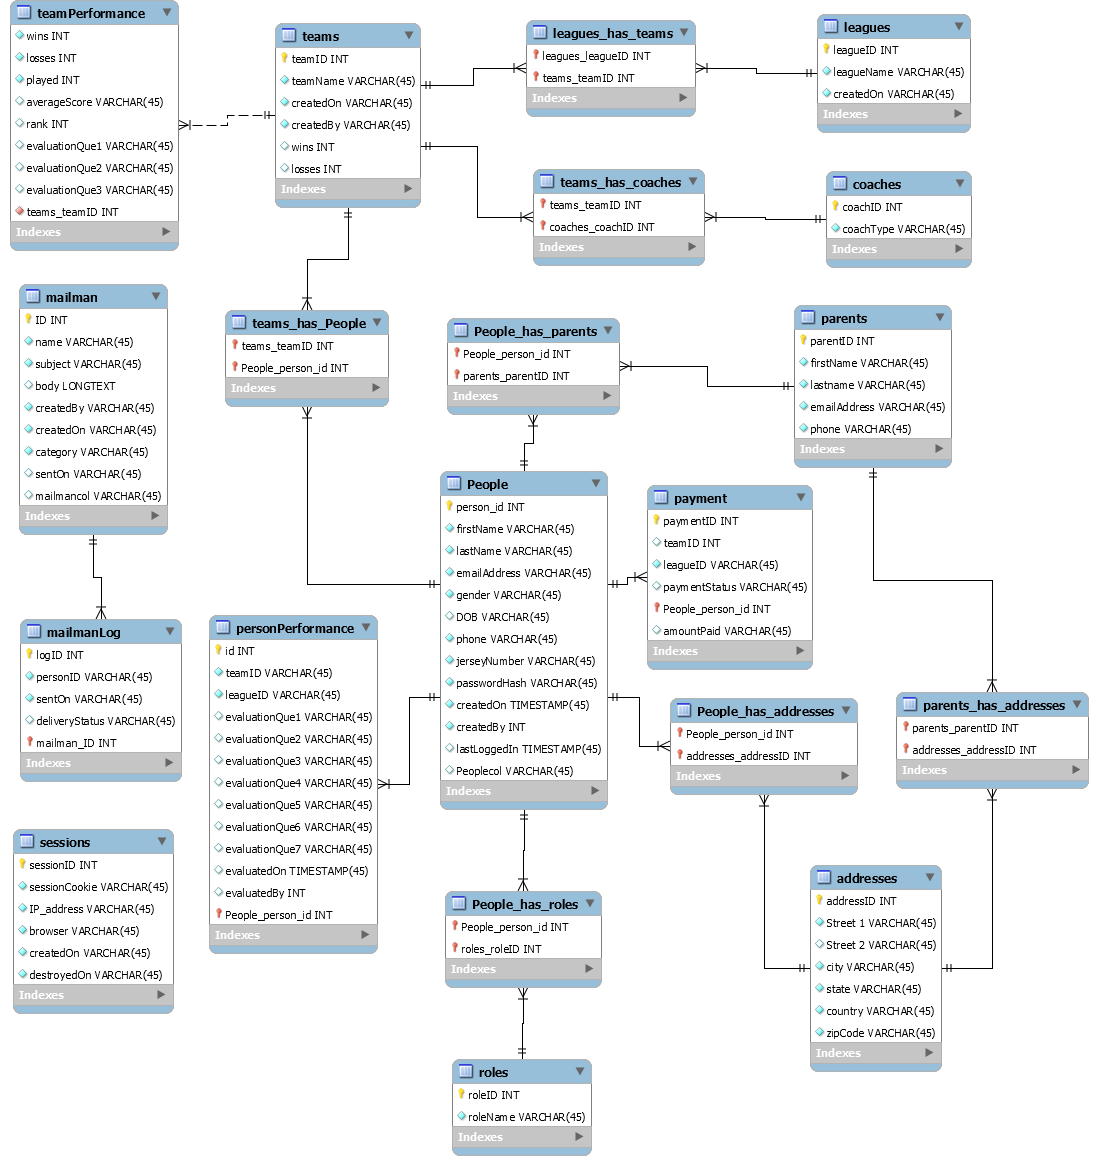 teamPerformance
wins INT
losses INT
played INT
averageScore VARCHAR(45)
rank INT
evaluationQue1 VARCHAR(45)
evaluationQue2 VARCHAR(45)
evaluationQue3 VARCHAR(45)
teams_teamID INT
Indexes
teams
teamID INT
teamName VARCHAR(45)
createdOn VARCHAR(45)
createdBy VARCHAR(45)
wins INT
losses INT
Indexes
leagues_has_teams
leagues_leagueID INT
teams_teamID INT
Indexes
leagues
leagueID INT
leagueName VARCHAR(45)
createdOn VARCHAR(45)
Indexes
teams_has_coaches
teams_teamID INT
coaches_coachID INT
Indexes
coaches
coachID INT
coachType VARCHAR(45)
Indexes
mailman
ID INT
name VARCHAR(45)
subject VARCHAR(45)
body LONGTEXT
createdBy VARCHAR(45)
createdOn VARCHAR(45)
category VARCHAR(45)
sentOn VARCHAR(45)
mailmancol VARCHAR(45)
Indexes
teams_has_People
teams_teamID INT
People_person_id INT
Indexes
People_has_parents
People_person_id INT
parents_parentID INT
Indexes
parents
parentID INT
firstName VARCHAR(45)
lastname VARCHAR(45)
emailAddress VARCHAR(45)
phone VARCHAR(45)
Indexes
People
person_id INT
firstName VARCHAR(45)
lastName VARCHAR(45)
emailAddress VARCHAR(45)
gender VARCHAR(45)
DOB VARCHAR(45)
phone VARCHAR(45)
jerseyNumber VARCHAR(45)
passwordHash VARCHAR(45)
createdOn TIMESTAMP(45)
createdBy INT
lastLoggedIn TIMESTAMP(45)
Peoplecol VARCHAR(45)
Indexes
payment
paymentID INT
teamID INT
leagueID VARCHAR(45)
paymentStatus VARCHAR(45)
People_person_id INT
amountPaid VARCHAR(45)
Indexes
mailmanLog
logID INT
personID VARCHAR(45)
sentOn VARCHAR(45)
deliveryStatus VARCHAR(45)
mailman_ID INT
Indexes
personPerformance
id INT
teamID VARCHAR(45)
leagueID VARCHAR(45)
evaluationQue1 VARCHAR(45)
evaluationQue2 VARCHAR(45)
evaluationQue3 VARCHAR(45)
evaluationQue4 VARCHAR(45)
evaluationQue5 VARCHAR(45)
evaluationQue6 VARCHAR(45)
evaluationQue7 VARCHAR(45)
evaluatedOn TIMESTAMP(45)
evaluatedBy INT
People_person_id INT
Indexes
People_has_addresses
People_person_id INT
addresses_addressID INT
Indexes
parents_has_addresses
parents_parentID INT
addresses_addressID INT
Indexes
sessions
sessionID INT
sessionCookie VARCHAR(45)
IP_address VARCHAR(45)
browser VARCHAR(45)
createdOn VARCHAR(45)
destroyedOn VARCHAR(45)
Indexes
People_has_roles
People_person_id INT
roles_roleID INT
Indexes
addresses
addressID INT
Street 1 VARCHAR(45)
Street 2 VARCHAR(45)
city VARCHAR(45)
state VARCHAR(45)
country VARCHAR(45)
zipCode VARCHAR(45)
Indexes
roles
roleID INT
roleName VARCHAR(45)
Indexes